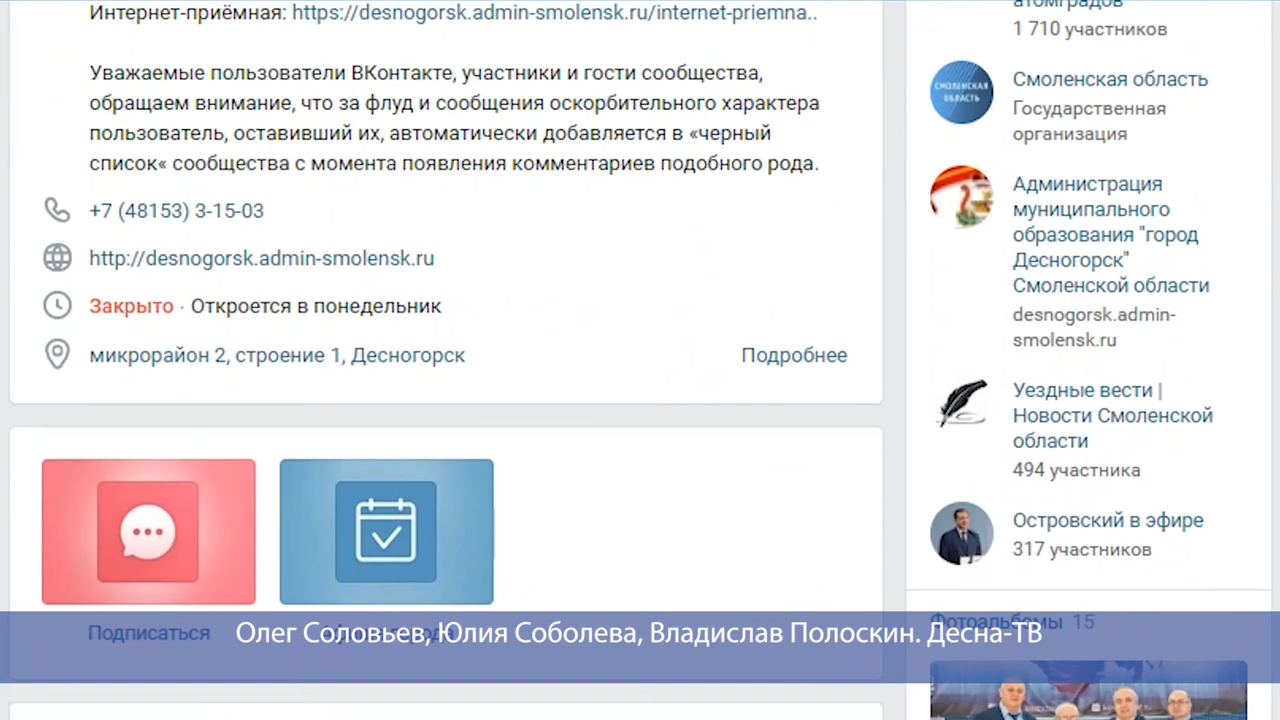 Интернет-приёмная: https://desnogorsk.admin-smolensk.ru/internet-priemna..
Уважаемые пользователи ВКонтакте, участники и гости сообщества,
обращаем внимание, что за флуд и сообщения оскорбительного характера
пользователь, оставивший их, автоматически добавляется в «черный
список« сообщества с момента появления комментариев подобного рода.
+7 (48153) 3-15-03
http://desnogorsk.admin-smolensk.ru
Закрыто · Откроется в понедельник
микрорайон 2, строение 1, Десногорск
Подробнее
Подписаться
атомградов
1 710 участников
СМОЛЕНСКАЯ
ОБЛАСТЬ
Смоленская область
Государственная
организация
Администрация
муниципального
образования "город
Десногорск"
Смоленской области
desnogorsk.admin-
smolensk.ru
Уездные вести |
Новости Смоленской
области
494 участника
Островский в эфире
317 участников
Фотоальбомы 15
Олег Соловьев, Юлия Соболева, Владислав Полоскин. Десна-ТВ